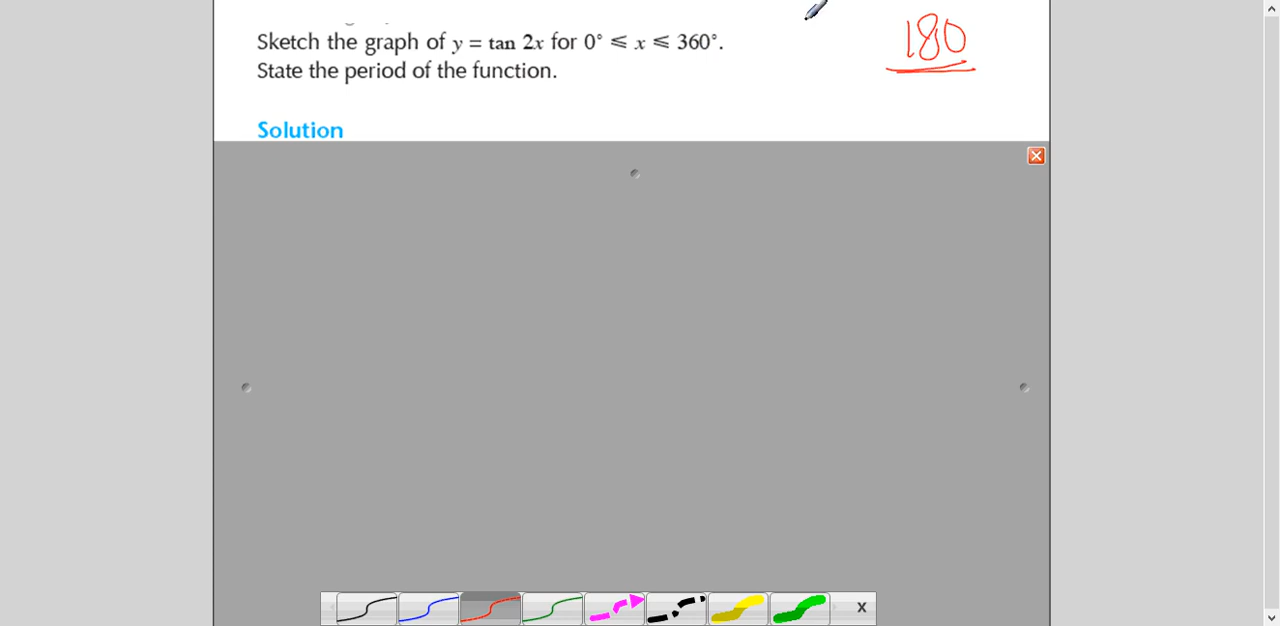 Sketch the graph of y = tan 2x for 0° ⩽ x ⩽ 360°.
180
State the period of the function.
Solution
x